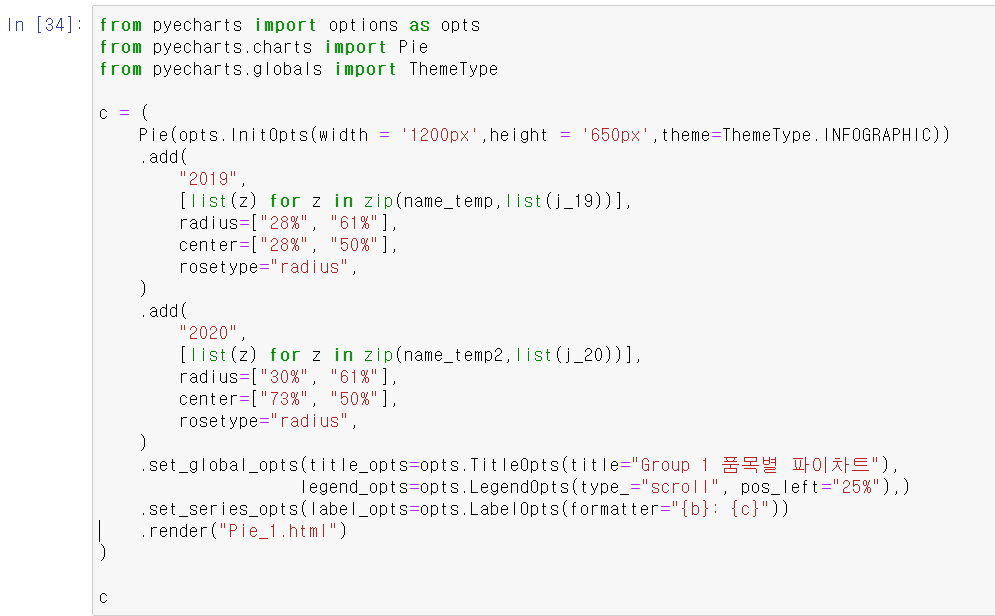 In [34]:
from pyecharts import options as opts
from pyecharts.charts import Pie
from pyecharts.globals import ThemeType

c = (
    Pie(opts.InitOpts(width = '1200px',height = '650px',theme=ThemeType.INFOGRAPHIC))
    .add(
        "2019",
        [list(z) for z in zip(name_temp,list(j_19))],
        radius=["28%", "61%"],
        center=["28%", "50%"],
        rosetype="radius",
    )
    .add(
        "2020",
        [list(z) for z in zip(name_temp2,list(j_20))],
        radius=["30%", "61%"],
        center=["73%", "50%"],
        rosetype="radius",
    )
    .set_global_opts(title_opts=opts.TitleOpts(title="Group 1 품목별 파이차트"),
                    legend_opts=opts.LegendOpts(type_="scroll", pos_left="25%"),)
    .set_series_opts(label_opts=opts.LabelOpts(formatter="{b}: {c}"))
    .render("Pie_1.html")
)

c